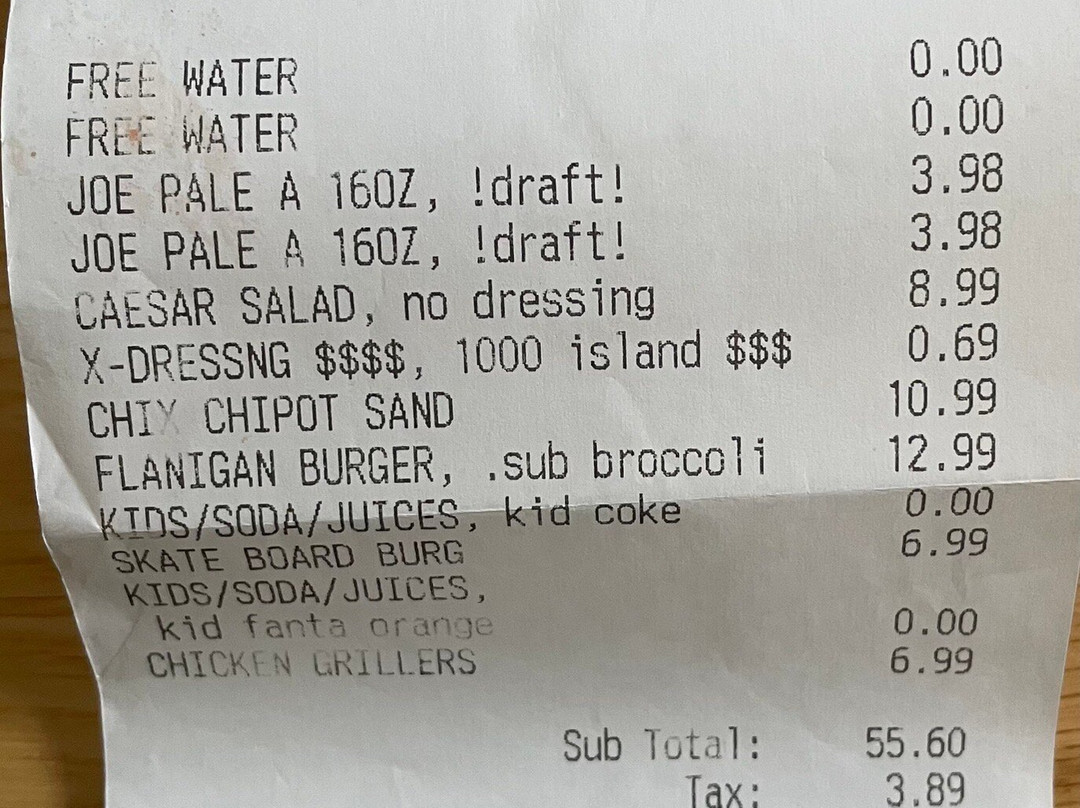 FREE WATER 0.00
FREE WATER 0.00
JOE PALE A 16OZ, !draft! 3.98
JOE PALE A 16OZ, !draft! 3.98
CAESAR SALAD, no dressing 8.99
X-DRESSNG $$$$, 1000 island $$$ 0.69
CHIX CHIPOT SAND 10.99
FLANIGAN BURGER, .sub broccoli 12.99
KIDS/SODA/JUICES, kid coke 0.00
SKATE BOARD BURG 6.99
KIDS/SODA/JUICES,
kid fanta orange 0.00
CHICKEN GRILLERS 6.99
Sub Total: 55.60
Tax: 3.89